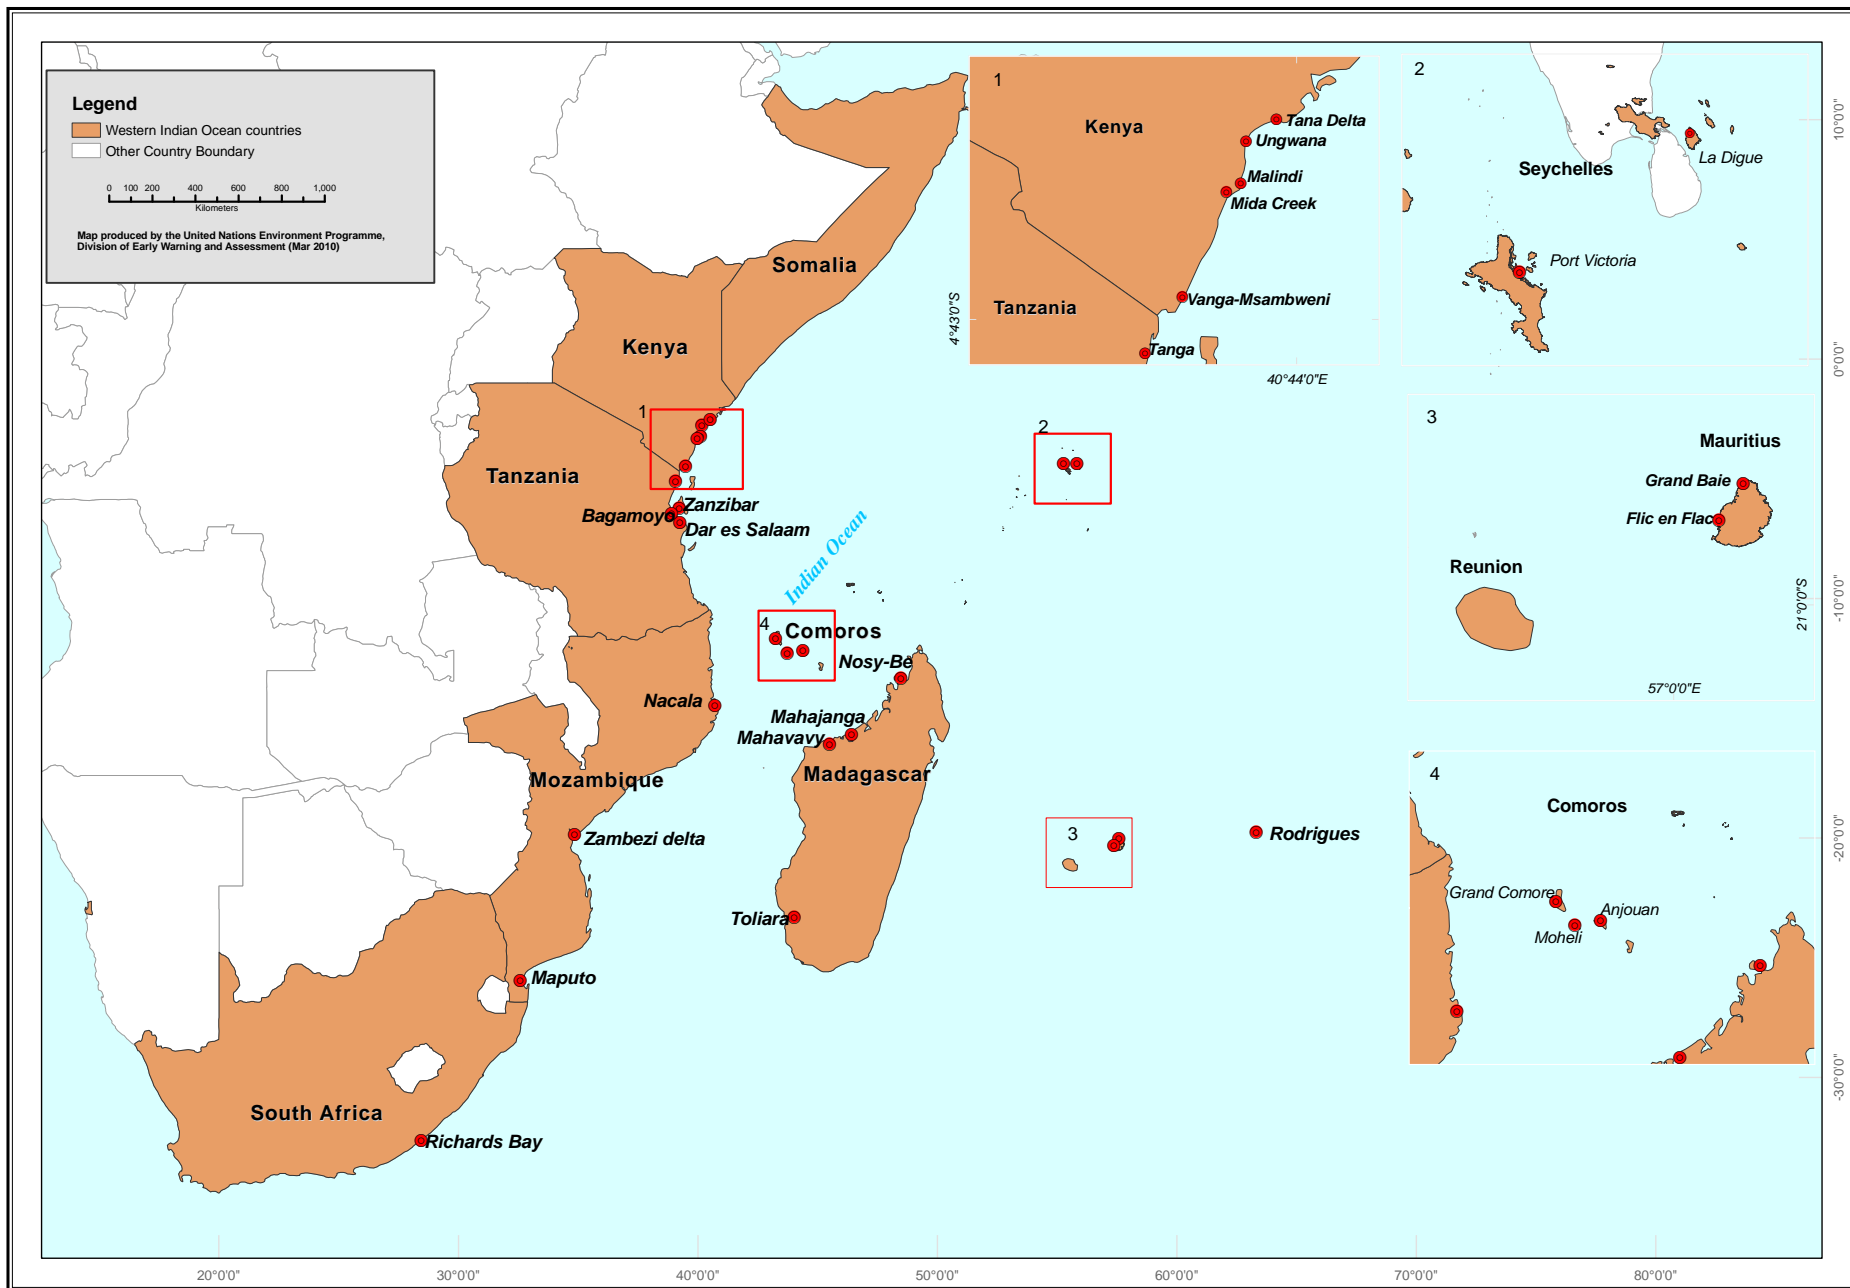 Legend
Western Indian Ocean countries
Other Country Boundary
0 100 200 400 600 800 1,000
Kilometers
Map produced by the United Nations Environment Programme,
Division of Early Warning and Assessment (Mar 2010)
Somalia
Kenya
Tanzania
1
Zanzibar
Bagamoyo
Dar es Salaam
Indian Ocean
2
4
Comoros
Nosy-Be
Nacala
Mahajanga
Mahavavy
Madagascar
Mozambique
Zambezi delta
3
Rodrigues
Toliara
Maputo
South Africa
Richards Bay
1
Kenya
Tana Delta
Ungwana
Malindi
Mida Creek
Vanga-Msambweni
Tanzania
Tanga
4°43'0"S
40°44'0"E
2
La Digue
Seychelles
Port Victoria
3
Mauritius
Grand Baie
Flic en Flac
Reunion
21°0'0"S
57°0'0"E
4
Comoros
Grand Comore
Anjouan
Moheli
10°0'0"
0°0'0"
-10°0'0"
-20°0'0"
-30°0'0"
20°0'0"
30°0'0"
40°0'0"
50°0'0"
60°0'0"
70°0'0"
80°0'0"